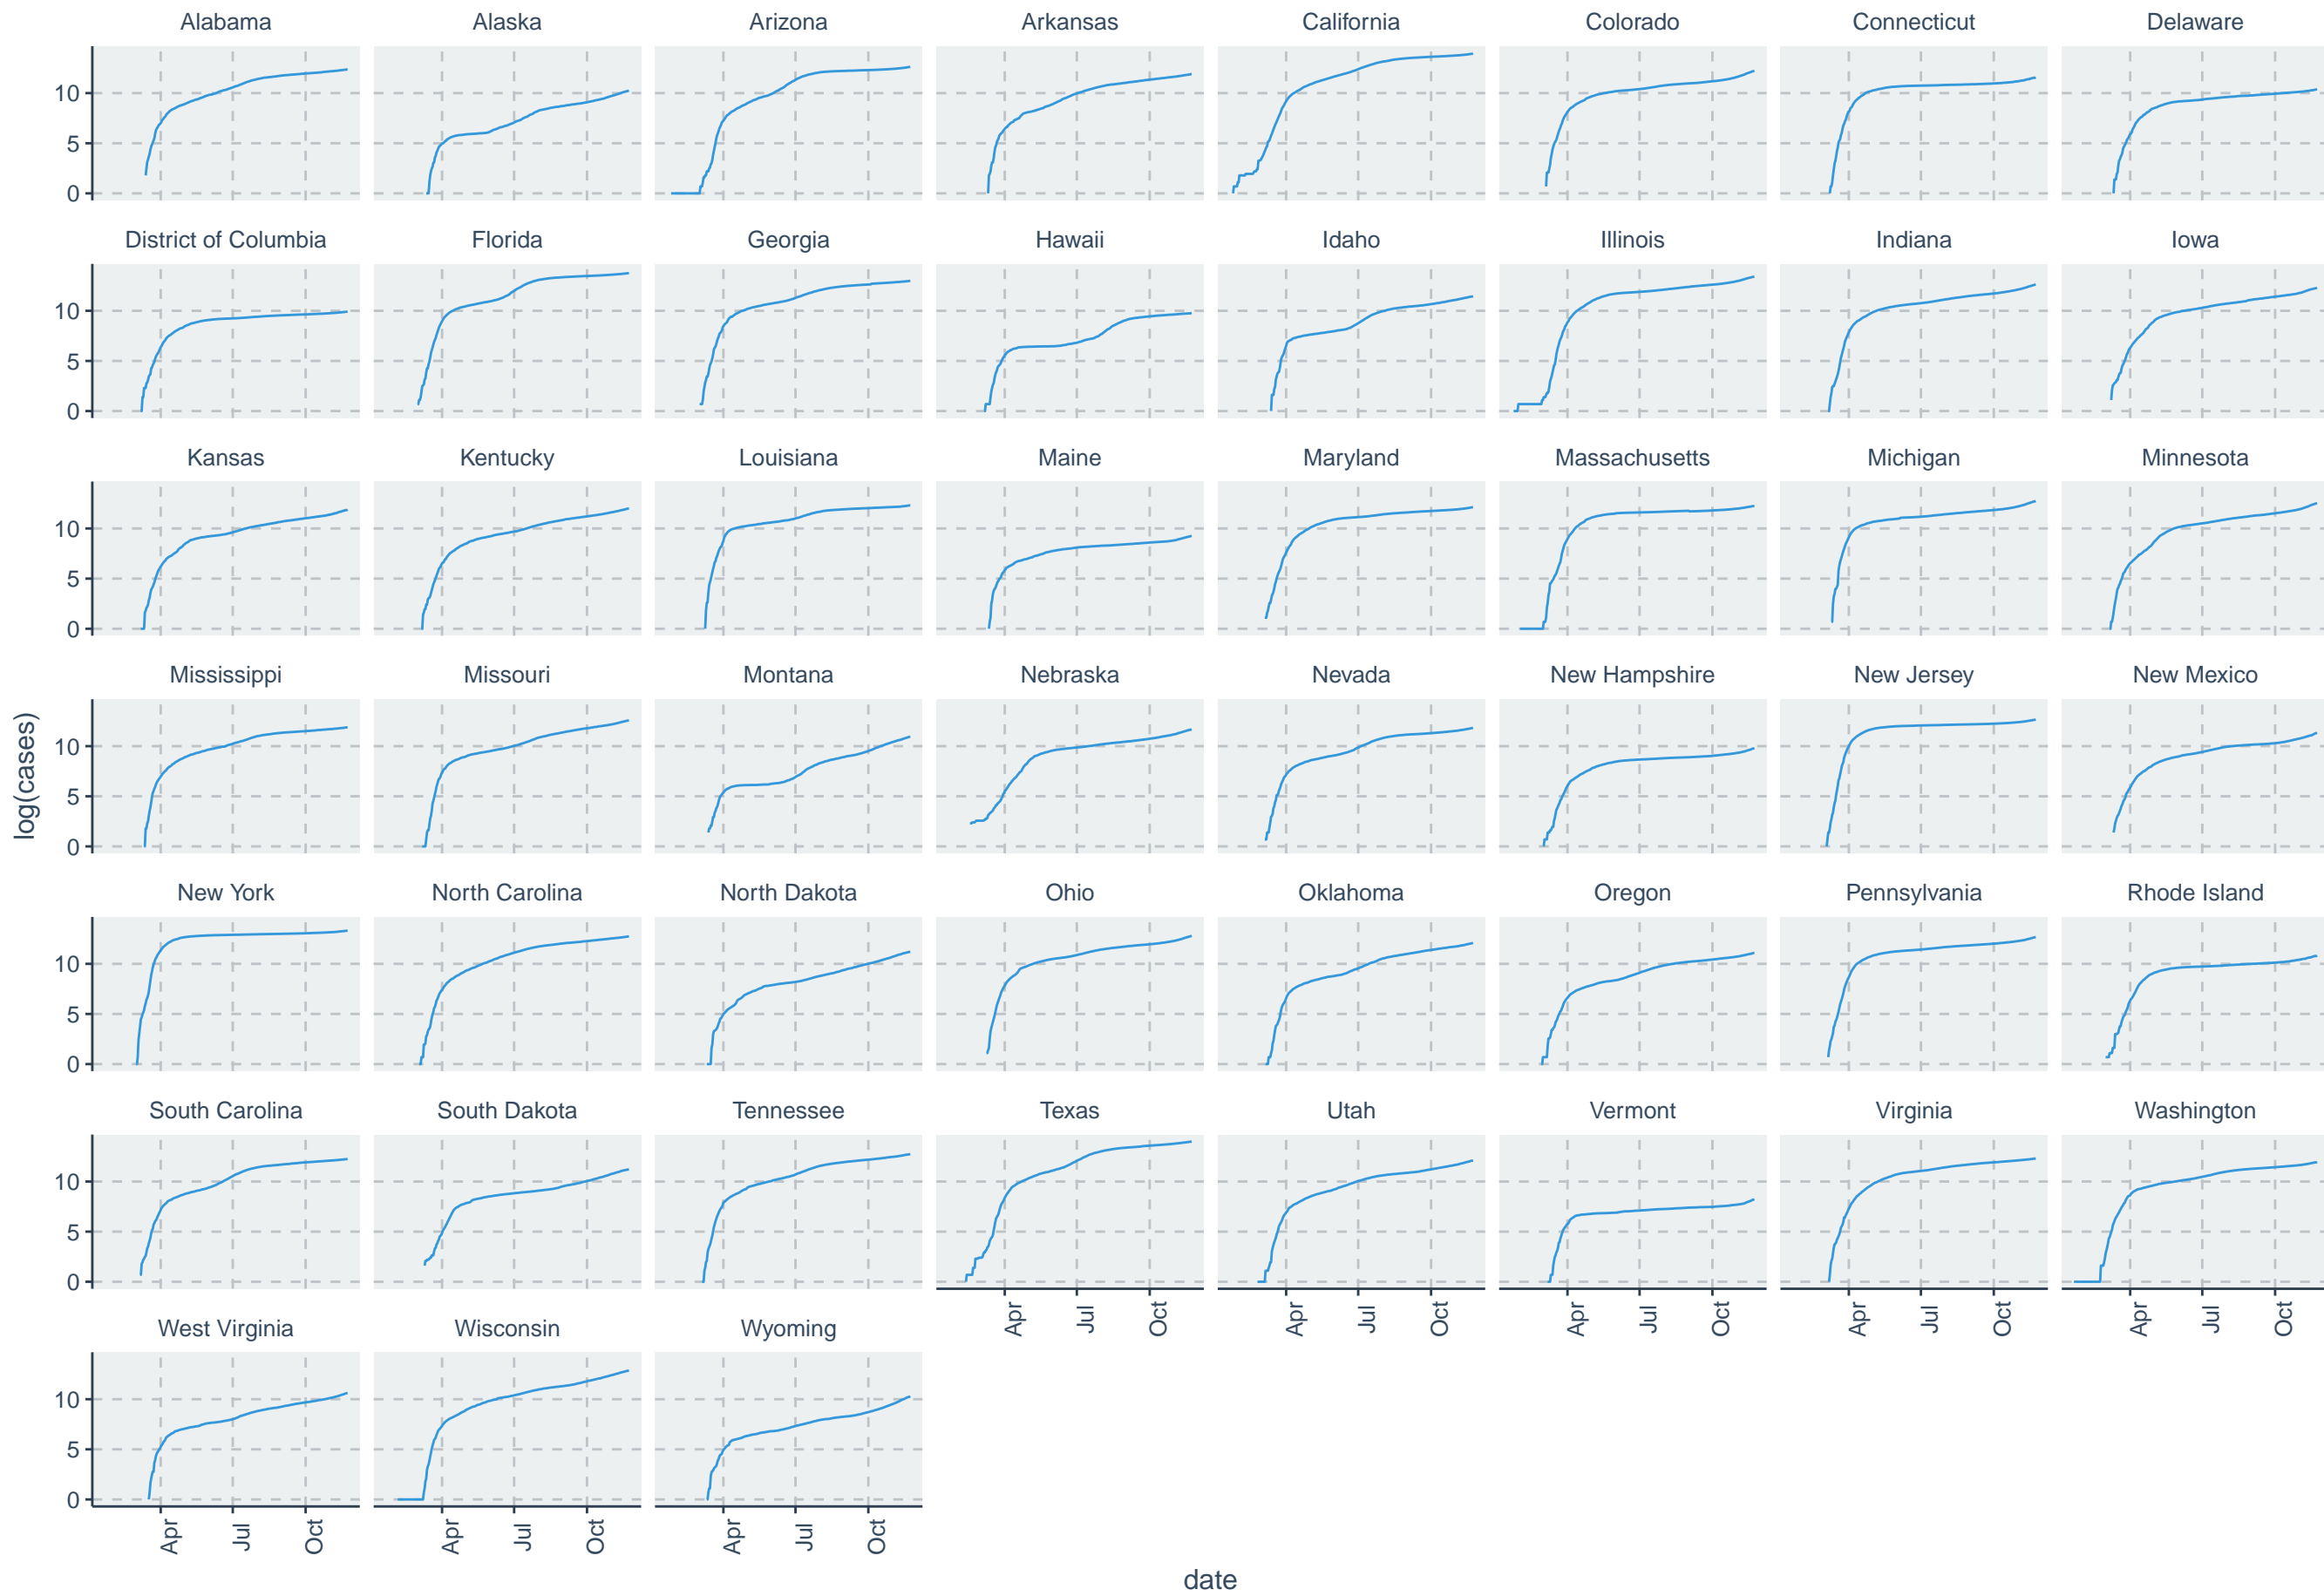 Alabama Alaska Arizona Arkansas California Colorado Connecticut Delaware
10
5
0
District of Columbia Florida Georgia Hawaii Idaho Illinois Indiana Iowa
10
5
0
Kansas Kentucky Louisiana Maine Maryland Massachusetts Michigan Minnesota
10
5
0
Mississippi Missouri Montana Nebraska Nevada New Hampshire New Jersey New Mexico
log(cases)
10
5
0
New York North Carolina North Dakota Ohio Oklahoma Oregon Pennsylvania Rhode Island
10
5
0
South Carolina South Dakota Tennessee Texas Utah Vermont Virginia Washington
10
5
0
Apr Jul Oct Apr Jul Oct Apr Jul Oct Apr Jul Oct Apr Jul Oct
West Virginia Wisconsin Wyoming
10
5
0
Apr Jul Oct Apr Jul Oct Apr Jul Oct
date